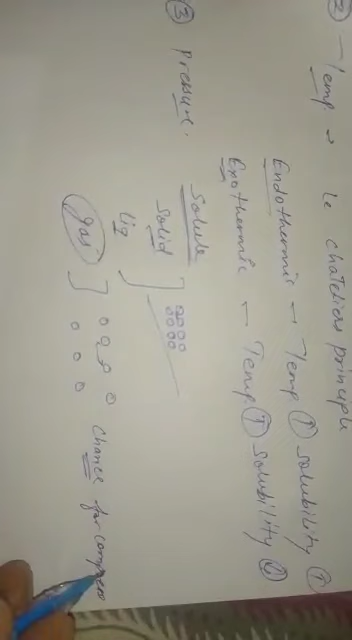 ② - Temp. → Le chateliers principle
Endothermic - Temp ↑ solubility ↑
Exothermic - Temp ↑ solubility ↓
③ Pressure.
Solute
Solid
liq
gas
chance for compress